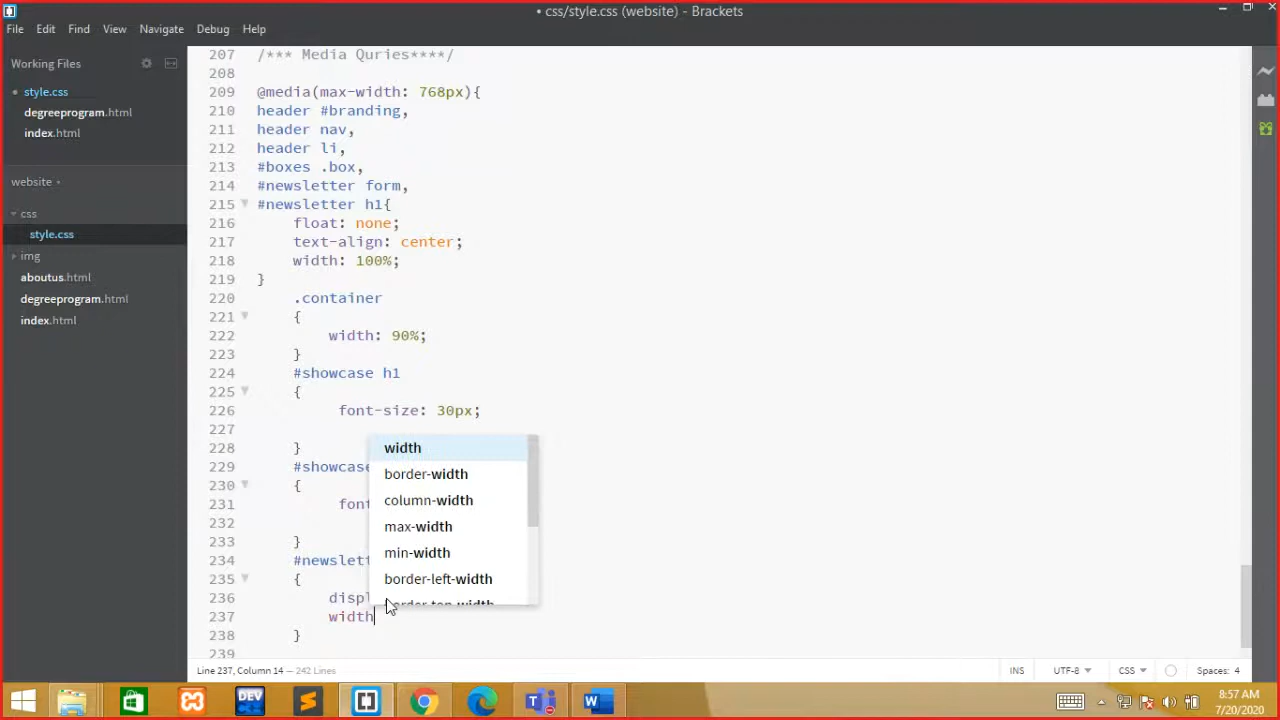 • css/style.css (website) - Brackets
File Edit Find View Navigate Debug Help
Working Files
• style.css
degreeprogram.html
index.html
website
css
style.css
img
aboutus.html
degreeprogram.html
index.html
207 /*** Media Quries****/
208
209 @media(max-width: 768px){
210 header #branding,
211 header nav,
212 header li,
213 #boxes .box,
214 #newsletter form,
215 #newsletter h1{
216 float: none;
217 text-align: center;
218 width: 100%;
219 }
220 .container
221 {
222 width: 90%;
223 }
224 #showcase h1
225 {
226 font-size: 30px;
227
228 }
229 #showcase
230 {
231 font
232
233 }
234 #newslett
235 {
236 displ
237 width
238 }
239
width
border-width
column-width
max-width
min-width
border-left-width
border-top-width
Line 237, Column 14 — 242 Lines
INS UTF-8 CSS Spaces: 4
DEV
8:57 AM
7/20/2020